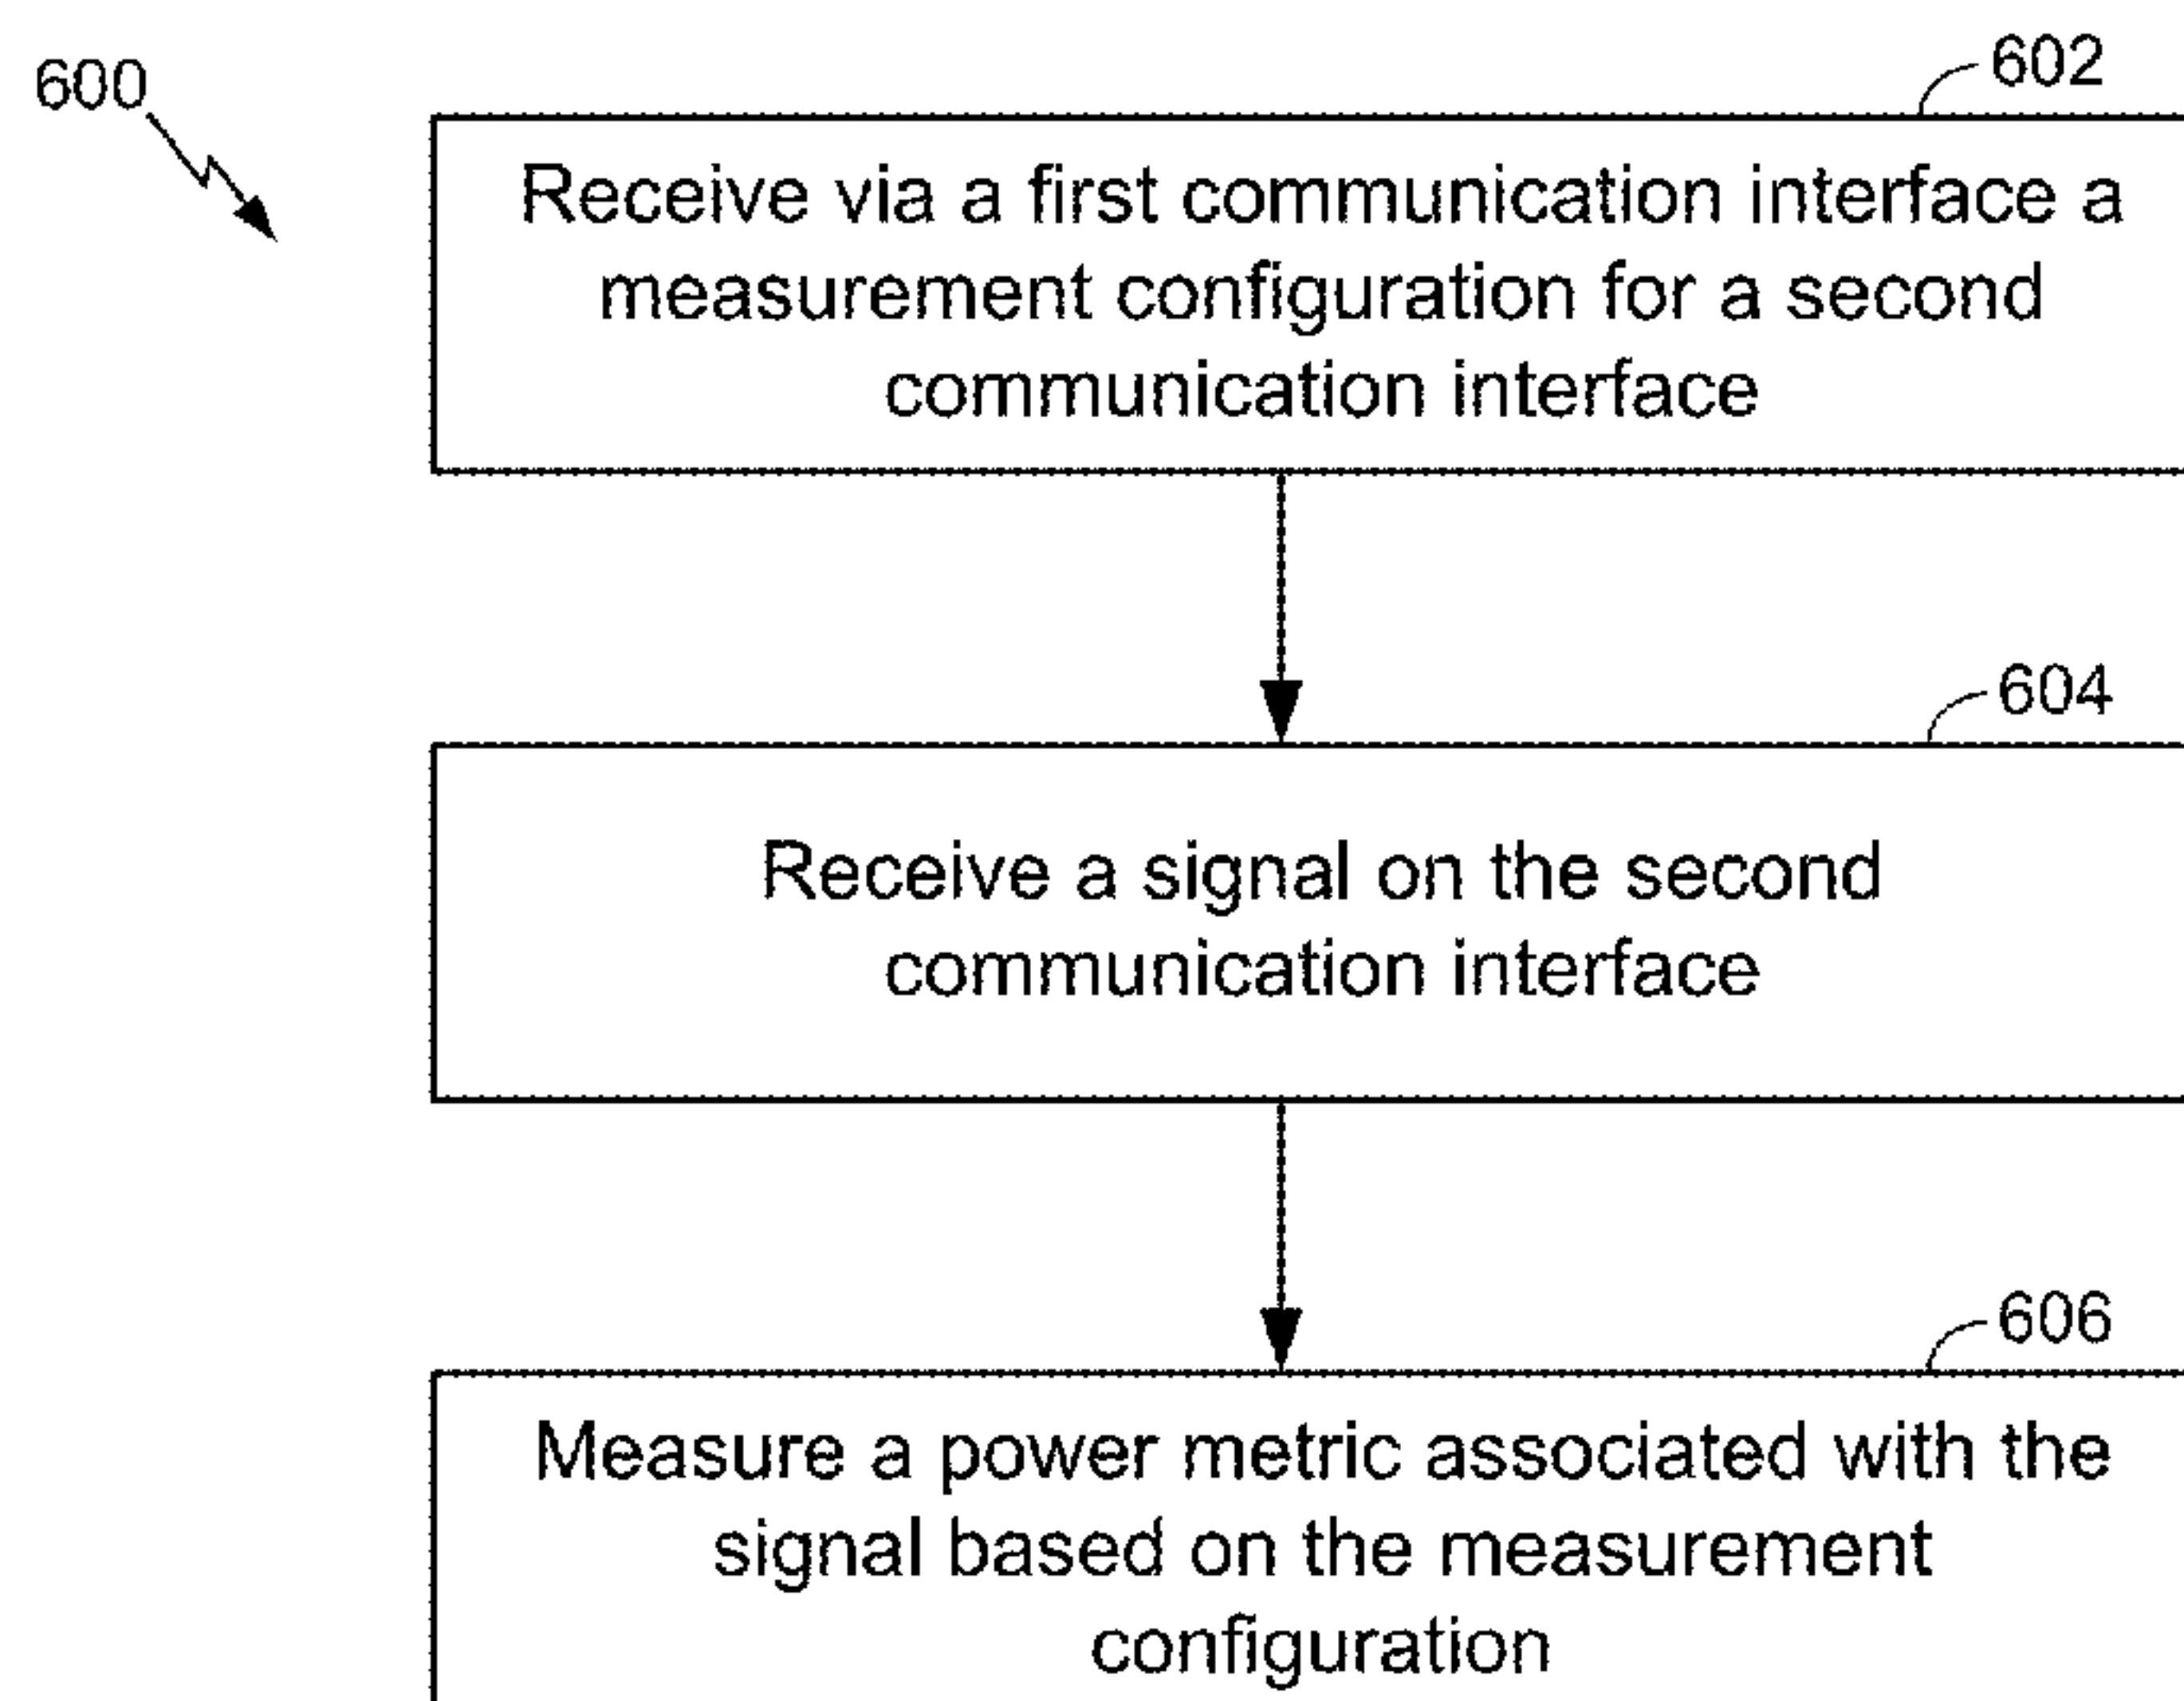 600
602
Receive via a first communication interface a
measurement configuration for a second
communication interface
604
Receive a signal on the second
communication interface
606
Measure a power metric associated with the
signal based on the measurement
configuration